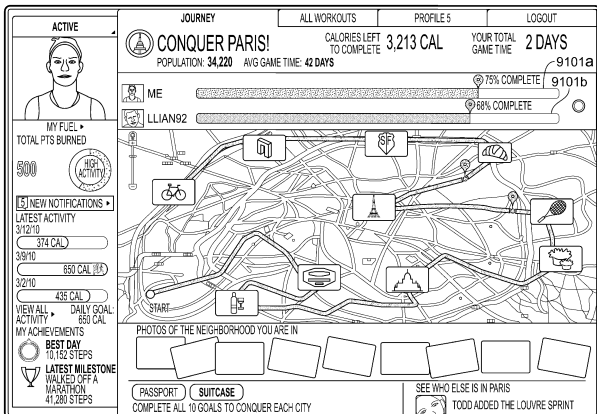 ACTIVE
JOURNEY
ALL WORKOUTS
PROFILE 5
LOGOUT
CONQUER PARIS!
CALORIES LEFT
TO COMPLETE
3,213 CAL
YOUR TOTAL
GAME TIME
2 DAYS
POPULATION: 34,220 AVG GAME TIME: 42 DAYS
9101a
75% COMPLETE
9101b
ME
68% COMPLETE
LLIAN92
MY FUEL
TOTAL PTS BURNED
500
HIGH
ACTIVITY!
5 NEW NOTIFICATIONS
LATEST ACTIVITY
3/12/10
374 CAL
3/9/10
650 CAL
3/2/10
435 CAL
VIEW ALL
ACTIVITY
DAILY GOAL:
650 CAL
MY ACHIEVEMENTS
BEST DAY
10,152 STEPS
LATEST MILESTONE
WALKED OFF A
MARATHON
41,280 STEPS
SF
START
PHOTOS OF THE NEIGHBORHOOD YOU ARE IN
PASSPORT
SUITCASE
COMPLETE ALL 10 GOALS TO CONQUER EACH CITY
SEE WHO ELSE IS IN PARIS
TODD ADDED THE LOUVRE SPRINT